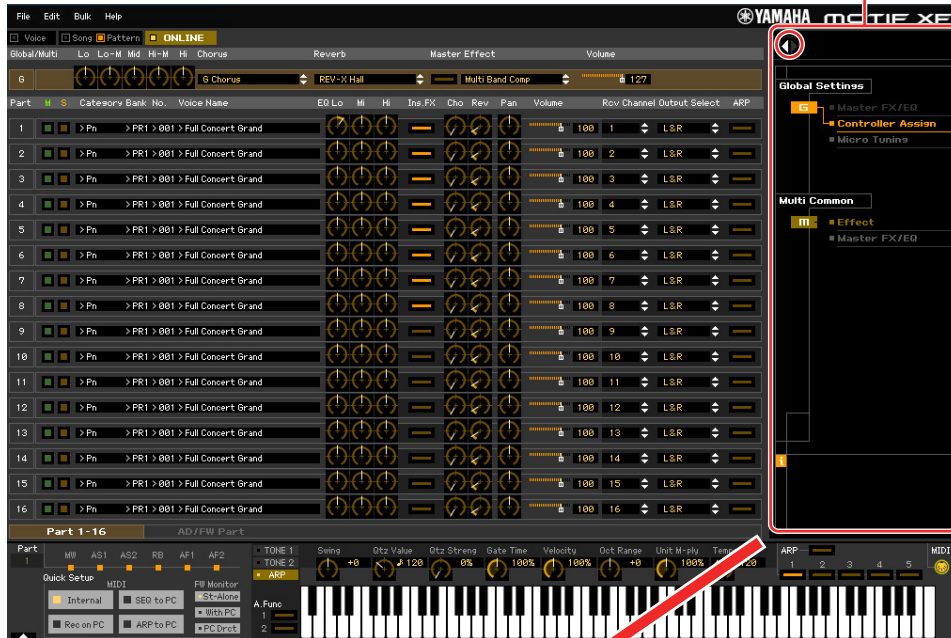 File Edit Bulk Help
YAMAHA MOTIF XF
Voice Song Pattern ONLINE
Global/Multi Lo Lo-M Mid Hi-M Hi Chorus Reverb Master Effect Volume
G G Chorus REV-X Hall Multi Band Comp 127
Part M S Category Bank No. Voice Name EQ Lo Mi Hi Ins.FX Cho Rev Pan Volume Rcv Channel Output Select ARP
1 > Pn > PR1 > 001 > Full Concert Grand 100 1 L&R
2 > Pn > PR1 > 001 > Full Concert Grand 100 2 L&R
3 > Pn > PR1 > 001 > Full Concert Grand 100 3 L&R
4 > Pn > PR1 > 001 > Full Concert Grand 100 4 L&R
5 > Pn > PR1 > 001 > Full Concert Grand 100 5 L&R
6 > Pn > PR1 > 001 > Full Concert Grand 100 6 L&R
7 > Pn > PR1 > 001 > Full Concert Grand 100 7 L&R
8 > Pn > PR1 > 001 > Full Concert Grand 100 8 L&R
9 > Pn > PR1 > 001 > Full Concert Grand 100 9 L&R
10 > Pn > PR1 > 001 > Full Concert Grand 100 10 L&R
11 > Pn > PR1 > 001 > Full Concert Grand 100 11 L&R
12 > Pn > PR1 > 001 > Full Concert Grand 100 12 L&R
13 > Pn > PR1 > 001 > Full Concert Grand 100 13 L&R
14 > Pn > PR1 > 001 > Full Concert Grand 100 14 L&R
15 > Pn > PR1 > 001 > Full Concert Grand 100 15 L&R
16 > Pn > PR1 > 001 > Full Concert Grand 100 16 L&R
Global Settings
G Master FX/EQ
Controller Assign
Micro Tuning
Multi Common
m Effect
Master FX/EQ
i
Part 1-16 AD/FW Part
Part MW AS1 AS2 RB AF1 AF2
1
TONE 1
TONE 2
ARP
Swing Qtz Value Qtz Streng Gate Time Velocity Oct Range Unit M-ply
+0 120 0% 100% 100% +0 100% 120
ARP MIDI
1 2 3 4 5
Quick Setup MIDI FW Monitor
Internal SEQ to PC St-Alone
With PC
Rec on PC ARP to PC PC Drct
A.Func
1
2